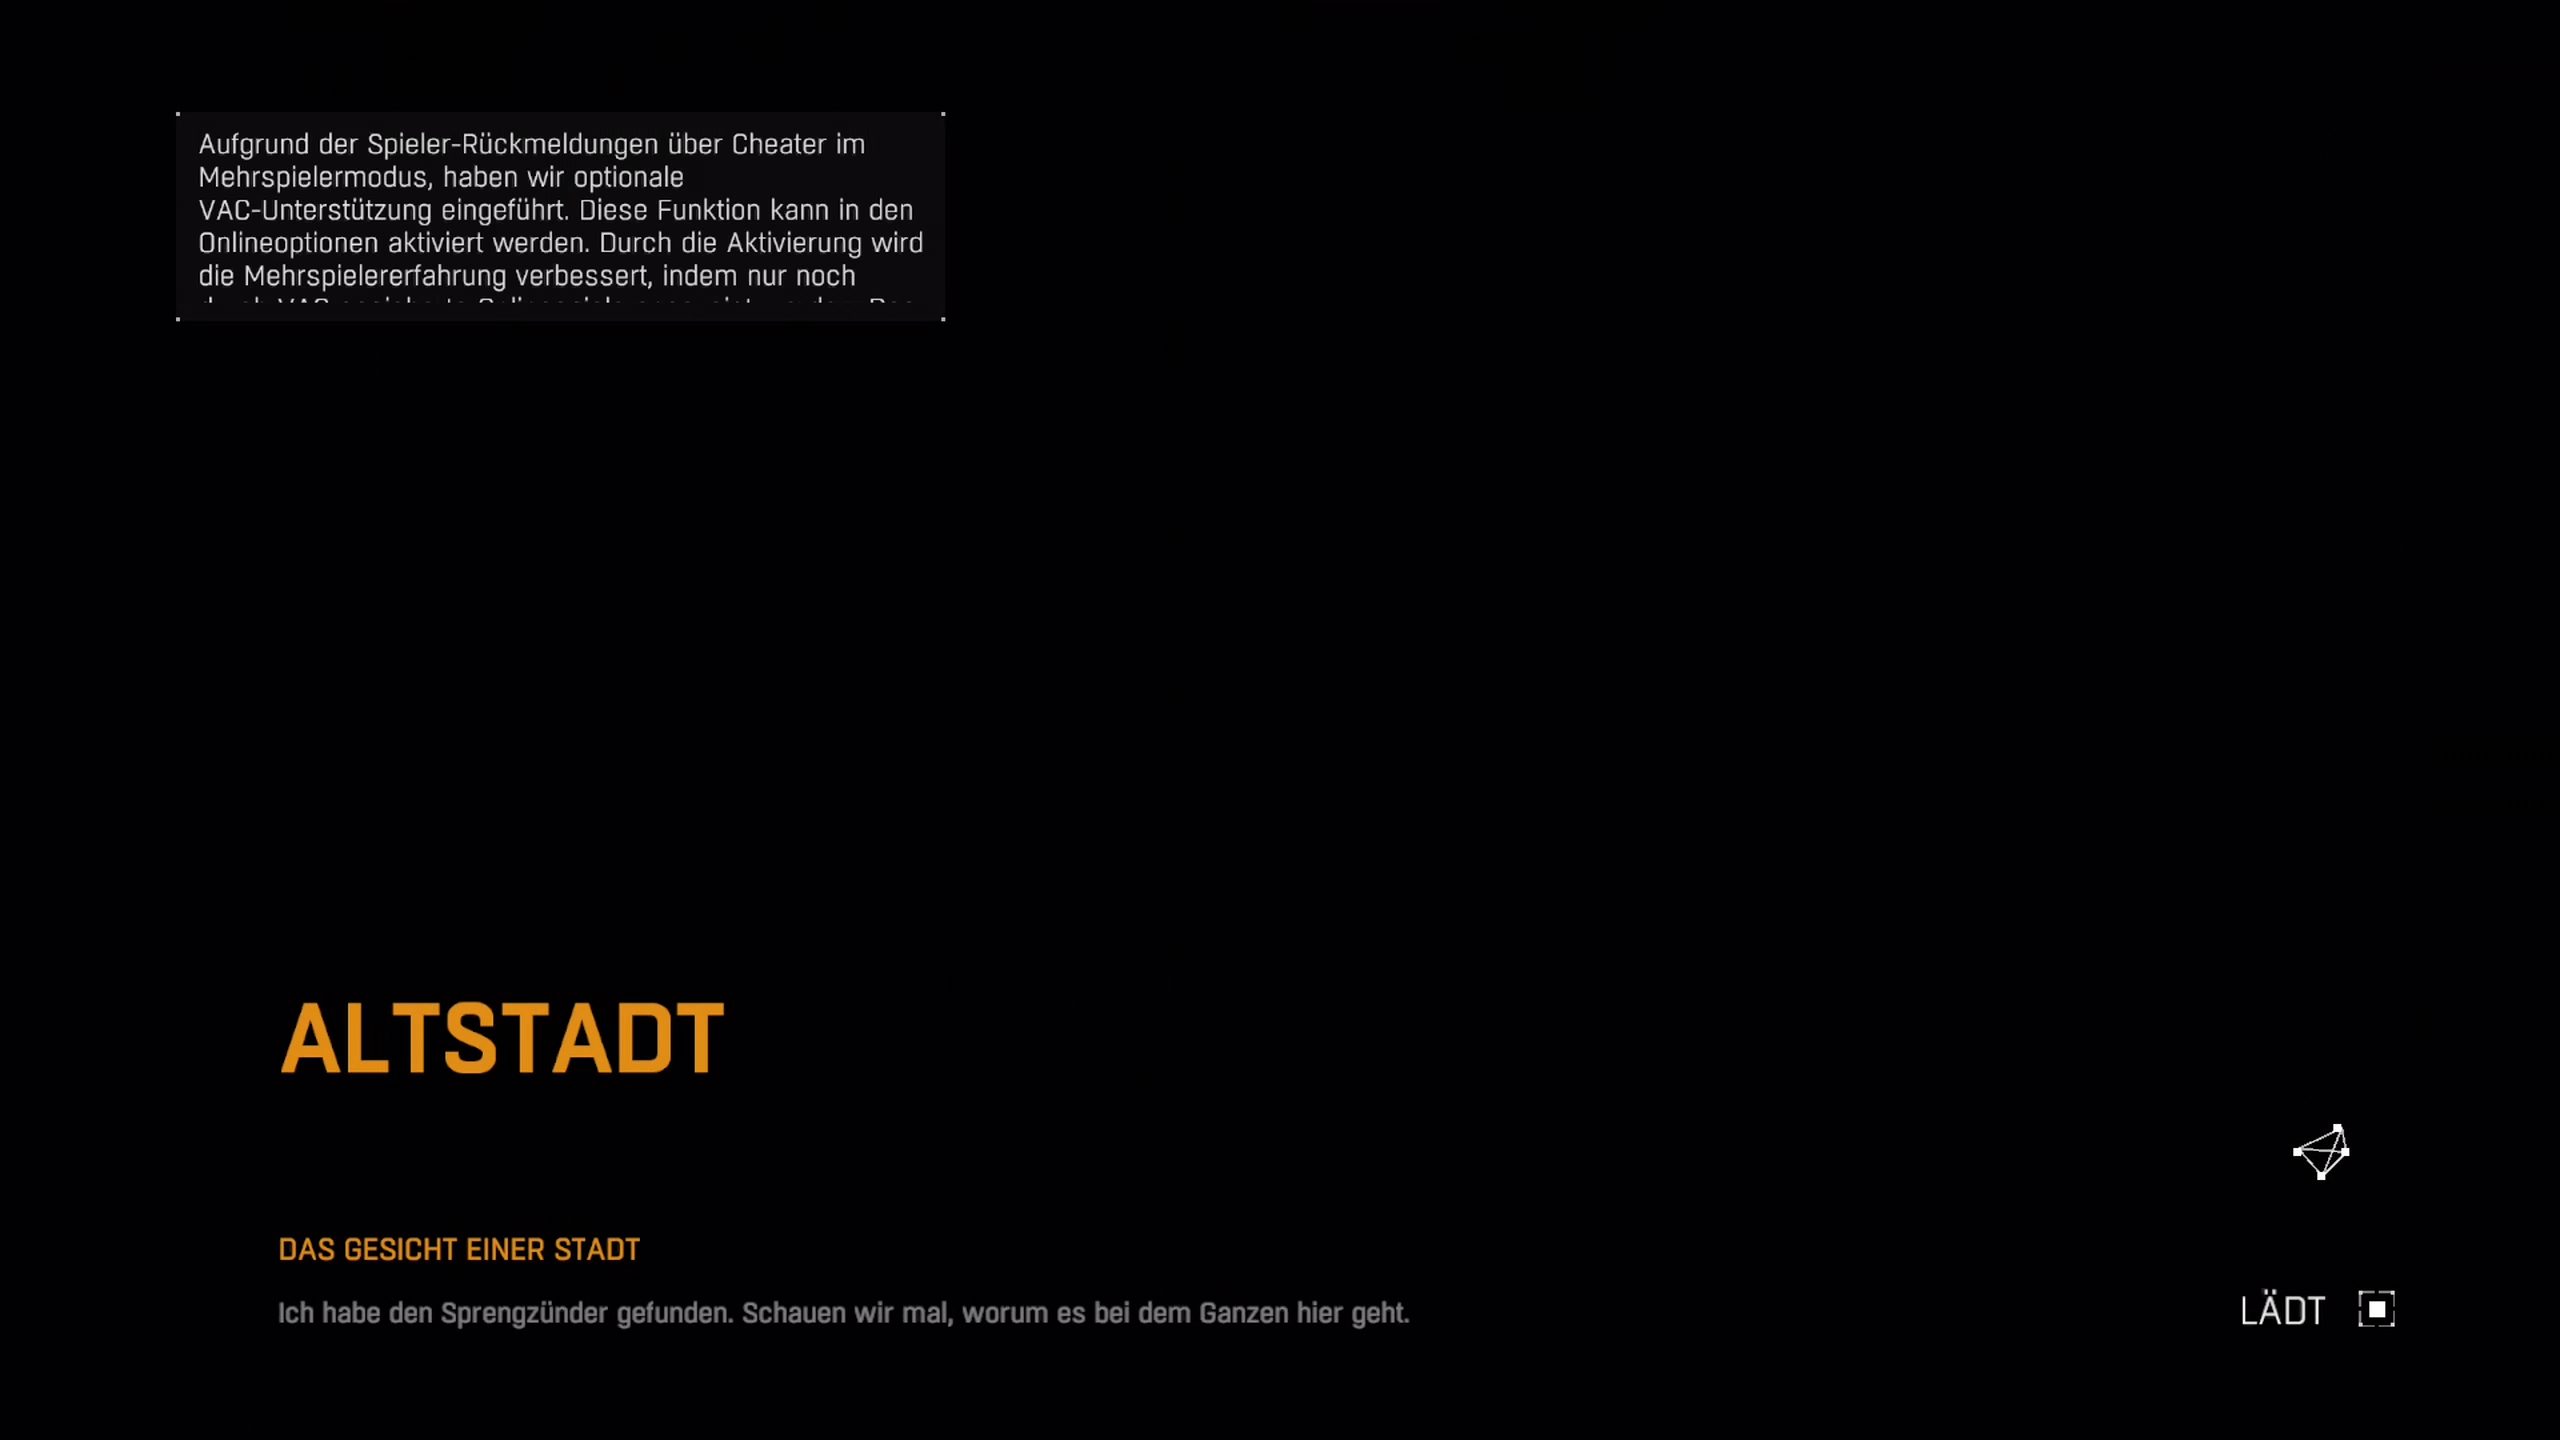 Aufgrund der Spieler-Rückmeldungen über Cheater im
Mehrspielermodus, haben wir optionale
VAC-Unterstützung eingeführt. Diese Funktion kann in den
Onlineoptionen aktiviert werden. Durch die Aktivierung wird
die Mehrspielererfahrung verbessert, indem nur noch
ALTSTADT
DAS GESICHT EINER STADT
Ich habe den Sprengzünder gefunden. Schauen wir mal, worum es bei dem Ganzen hier geht.
LÄDT